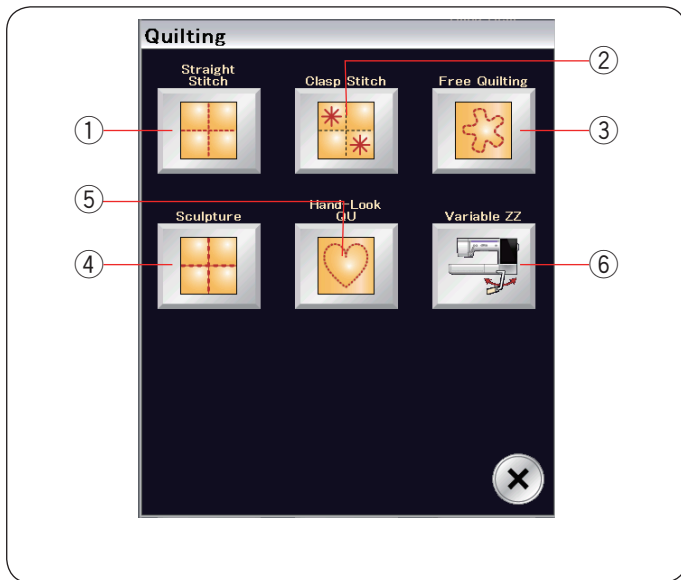 Quilting
Straight
Stitch
Clasp Stitch
Free Quilting
①
②
③
Sculpture
Hand-Look
QU
Variable ZZ
④
⑤
⑥